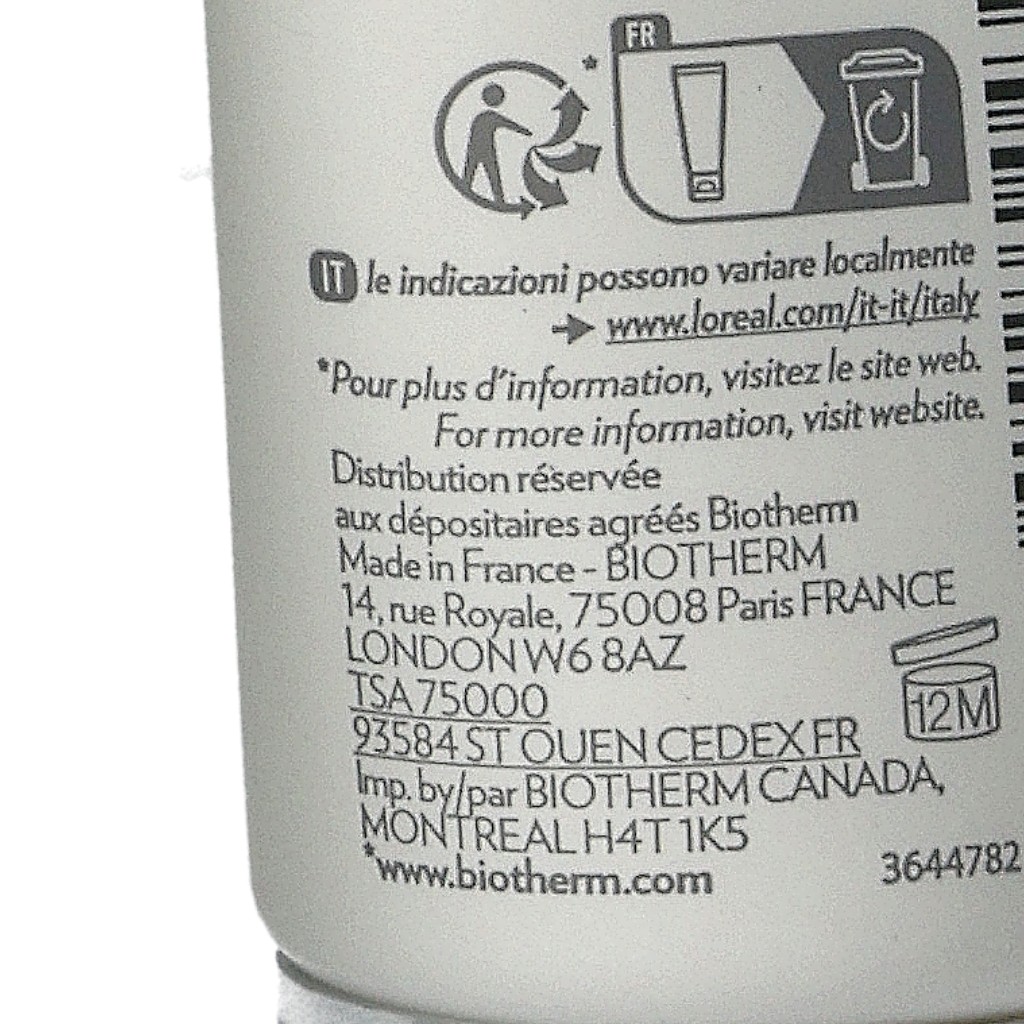 FR
*
IT le indicazioni possono variare localmente
→ www.loreal.com/it-it/italy
*Pour plus d'information, visitez le site web.
For more information, visit website.
Distribution réservée
aux dépositaires agréés Biotherm
Made in France - BIOTHERM
14, rue Royale, 75008 Paris FRANCE
LONDON W6 8AZ
TSA 75000
93584 ST OUEN CEDEX FR
12M
Imp. by/par BIOTHERM CANADA,
MONTREAL H4T 1K5
*www.biotherm.com
3644782